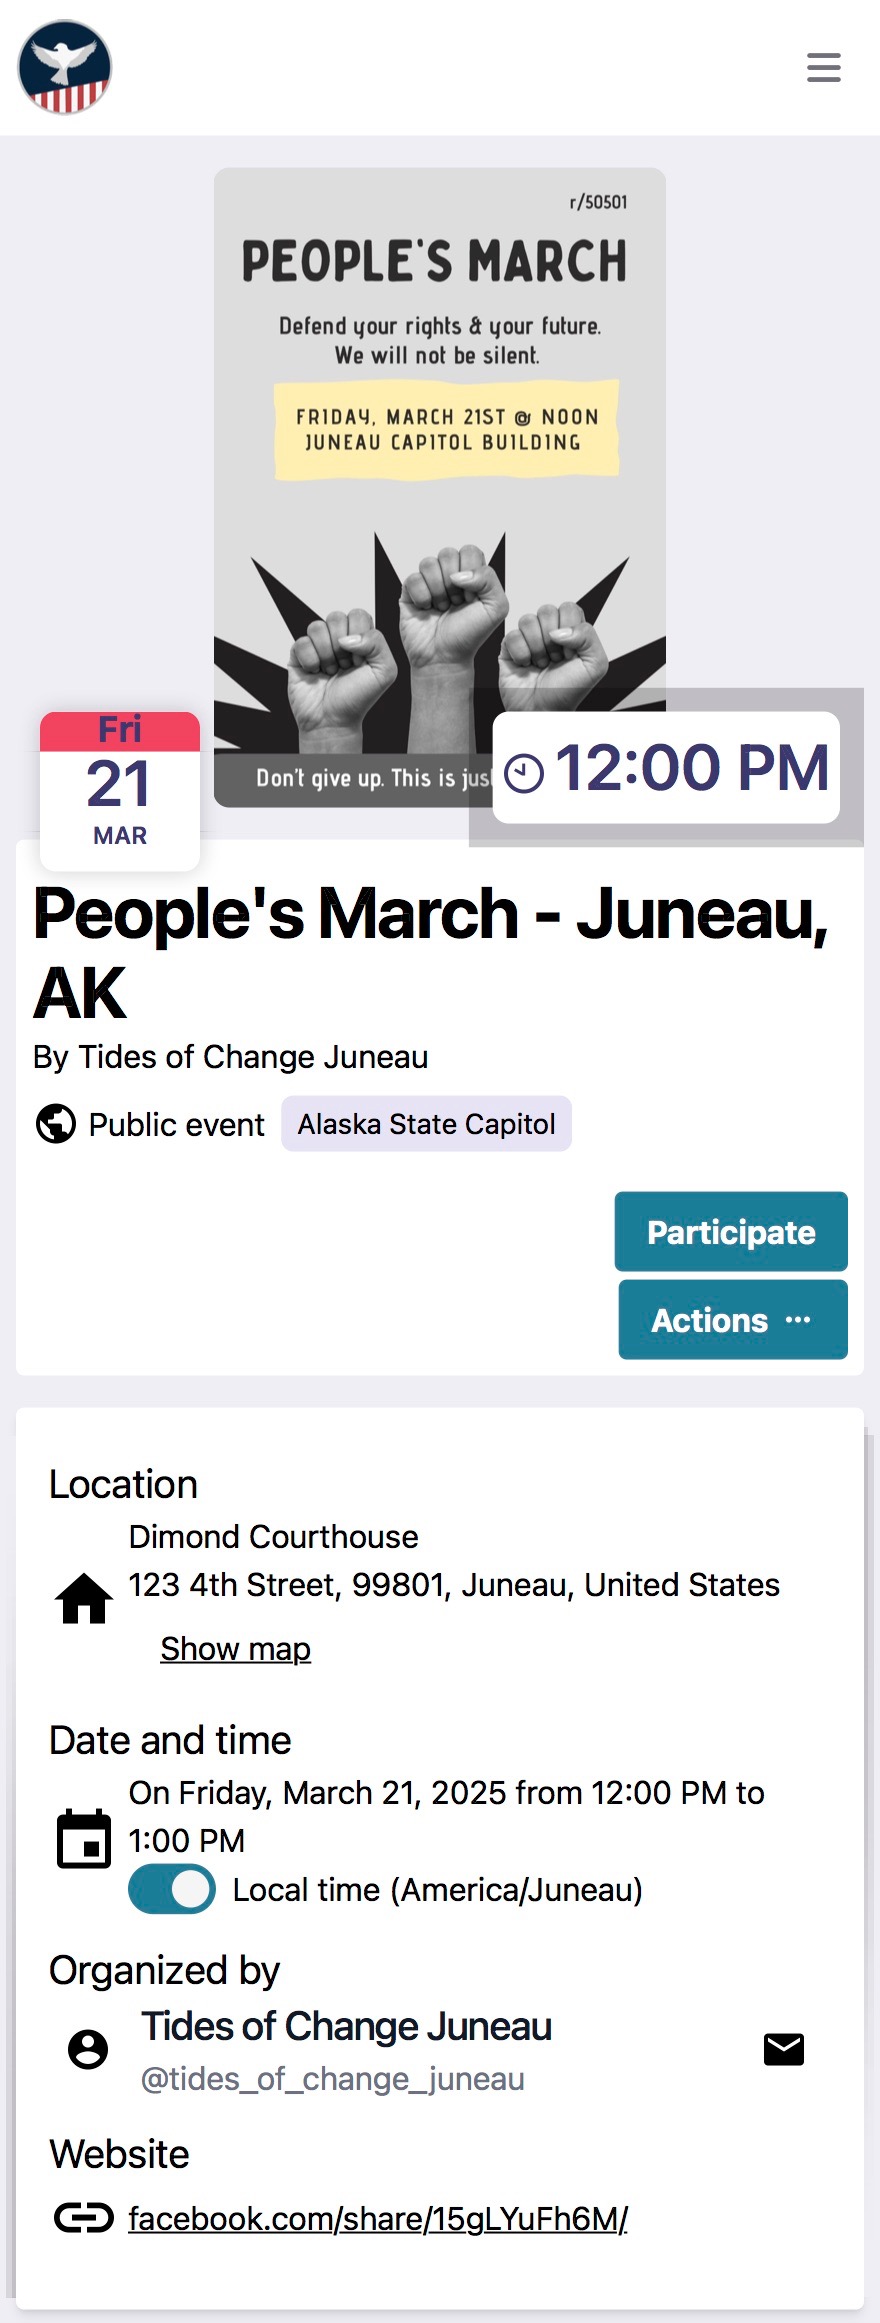 r/50501
PEOPLE'S MARCH
Defend your rights & your future.
We will not be silent.
FRIDAY, MARCH 21ST @ NOON
JUNEAU CAPITOL BUILDING
Don't give up. This is
Fri
21
MAR
12:00 PM
People's March - Juneau,
AK
By Tides of Change Juneau
Public event
Alaska State Capitol
Participate
Actions ···
Location
Dimond Courthouse
123 4th Street, 99801, Juneau, United States
Show map
Date and time
On Friday, March 21, 2025 from 12:00 PM to
1:00 PM
Local time (America/Juneau)
Organized by
Tides of Change Juneau
@tides_of_change_juneau
Website
facebook.com/share/15gLYuFh6M/